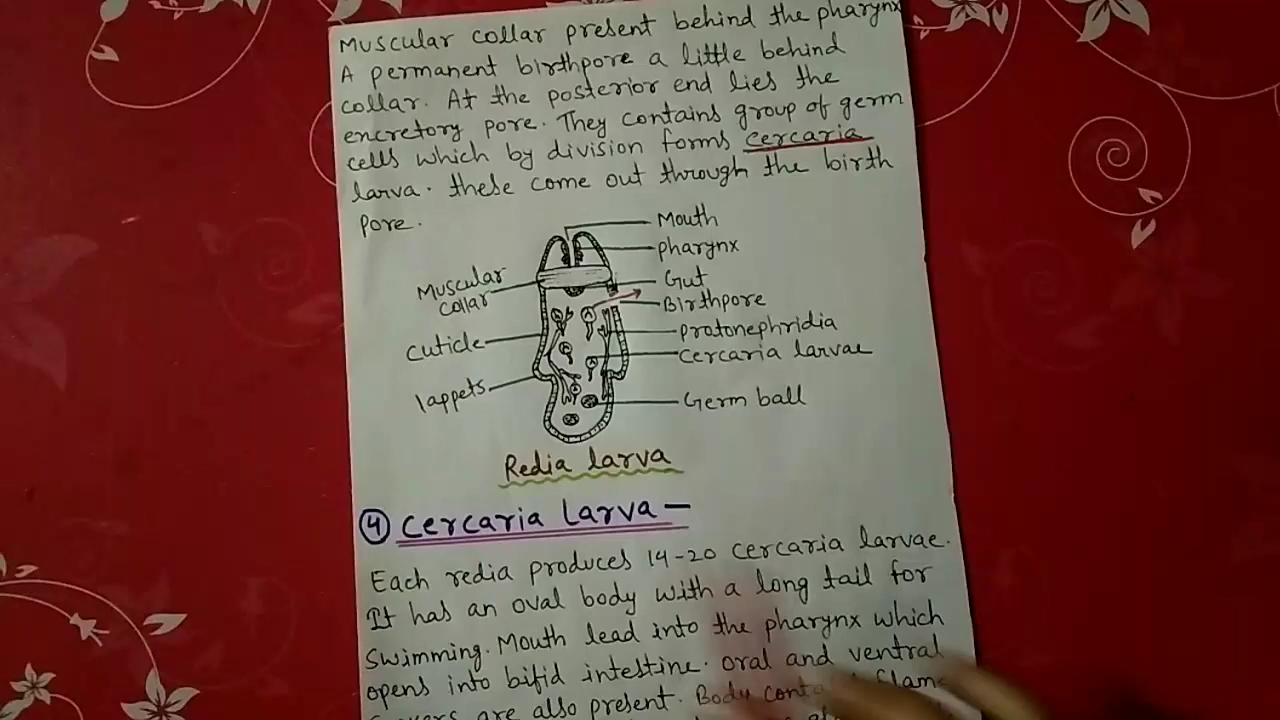 Muscular collar present behind the pharynx
A permanent birthpore a little behind
collar. At the posterior end lies the
encretory pore. They contains group of germ
cells which by division forms cercaria
larva. these come out through the birth
pore.
Mouth
pharynx
Muscular
collar
Gut
Birthpore
Cuticle
protonephridia
Cercaria larvae
lappets
Germ ball
Redia larva
4 Cercaria Larva —
Each redia produces 14-20 cercaria larvae.
It has an oval body with a long tail for
Swimming. Mouth lead into the pharynx which
opens into bifid intestine. oral and ventral
are also present. Body